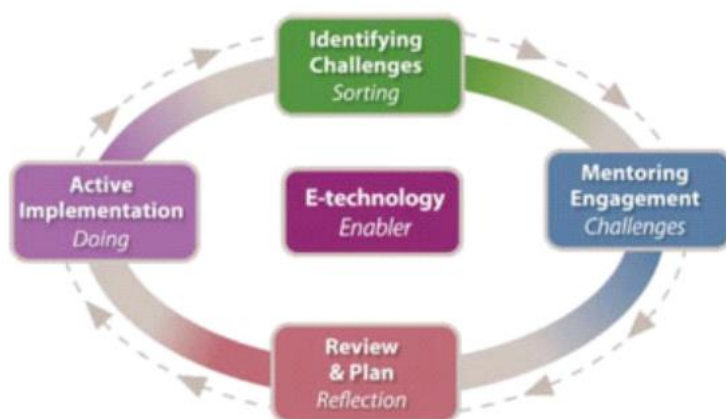 Identifying
Challenges
Sorting
Active
Implementation
Doing
E-technology
Enabler
Mentoring
Engagement
Challenges
Review
& Plan
Reflection